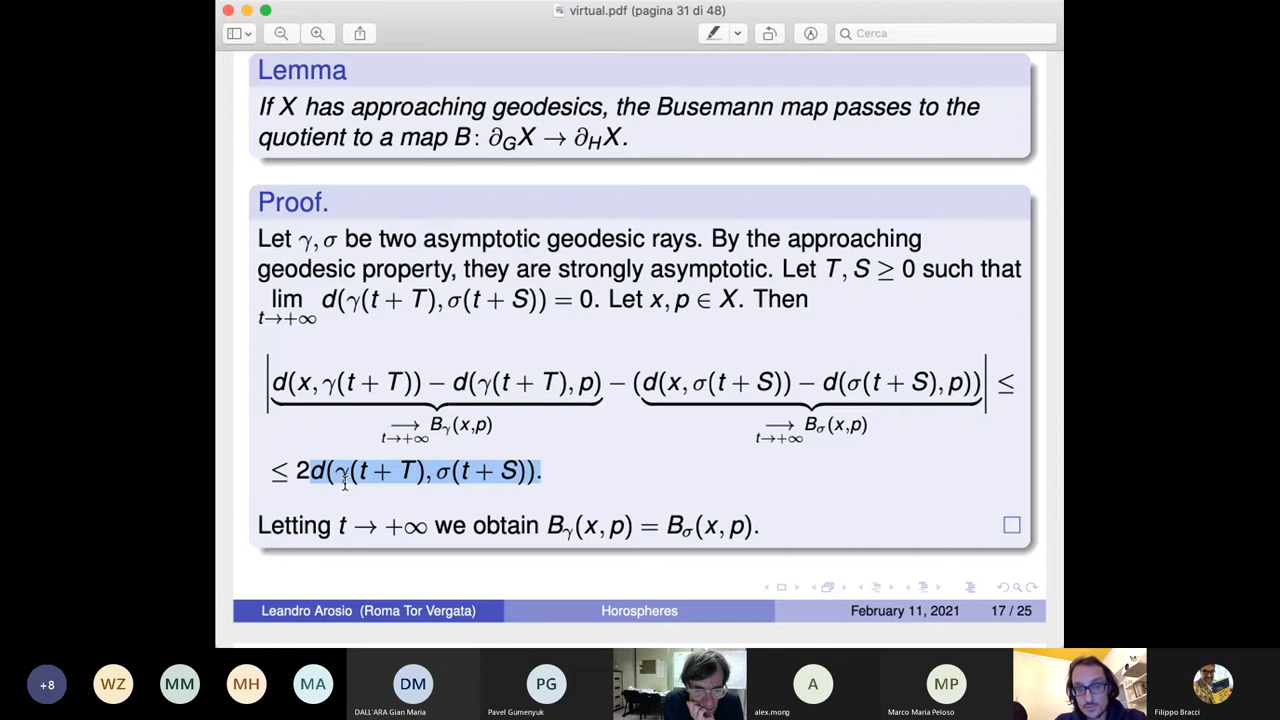 virtual.pdf (pagina 31 di 48)
Cerca
Lemma
If X has approaching geodesics, the Busemann map passes to the
quotient to a map B: ∂_G X → ∂_H X.
Proof.
Let γ, σ be two asymptotic geodesic rays. By the approaching
geodesic property, they are strongly asymptotic. Let T, S ≥ 0 such that
lim_{t→+∞} d(γ(t + T), σ(t + S)) = 0. Let x, p ∈ X. Then
|d(x, γ(t + T)) − d(γ(t + T), p) − (d(x, σ(t + S)) − d(σ(t + S), p))| ≤
⟶_{t→+∞} B_γ(x,p) ⟶_{t→+∞} B_σ(x,p)
≤ 2d(γ(t + T), σ(t + S)).
Letting t → +∞ we obtain B_γ(x, p) = B_σ(x, p).
Leandro Arosio (Roma Tor Vergata) Horospheres February 11, 2021 17 / 25
+8 WZ MM MH MA DM PG A MP
DALL'ARA Gian Maria Pavel Gumenyuk alex.mong Marco Maria Peloso Filippo Bracci